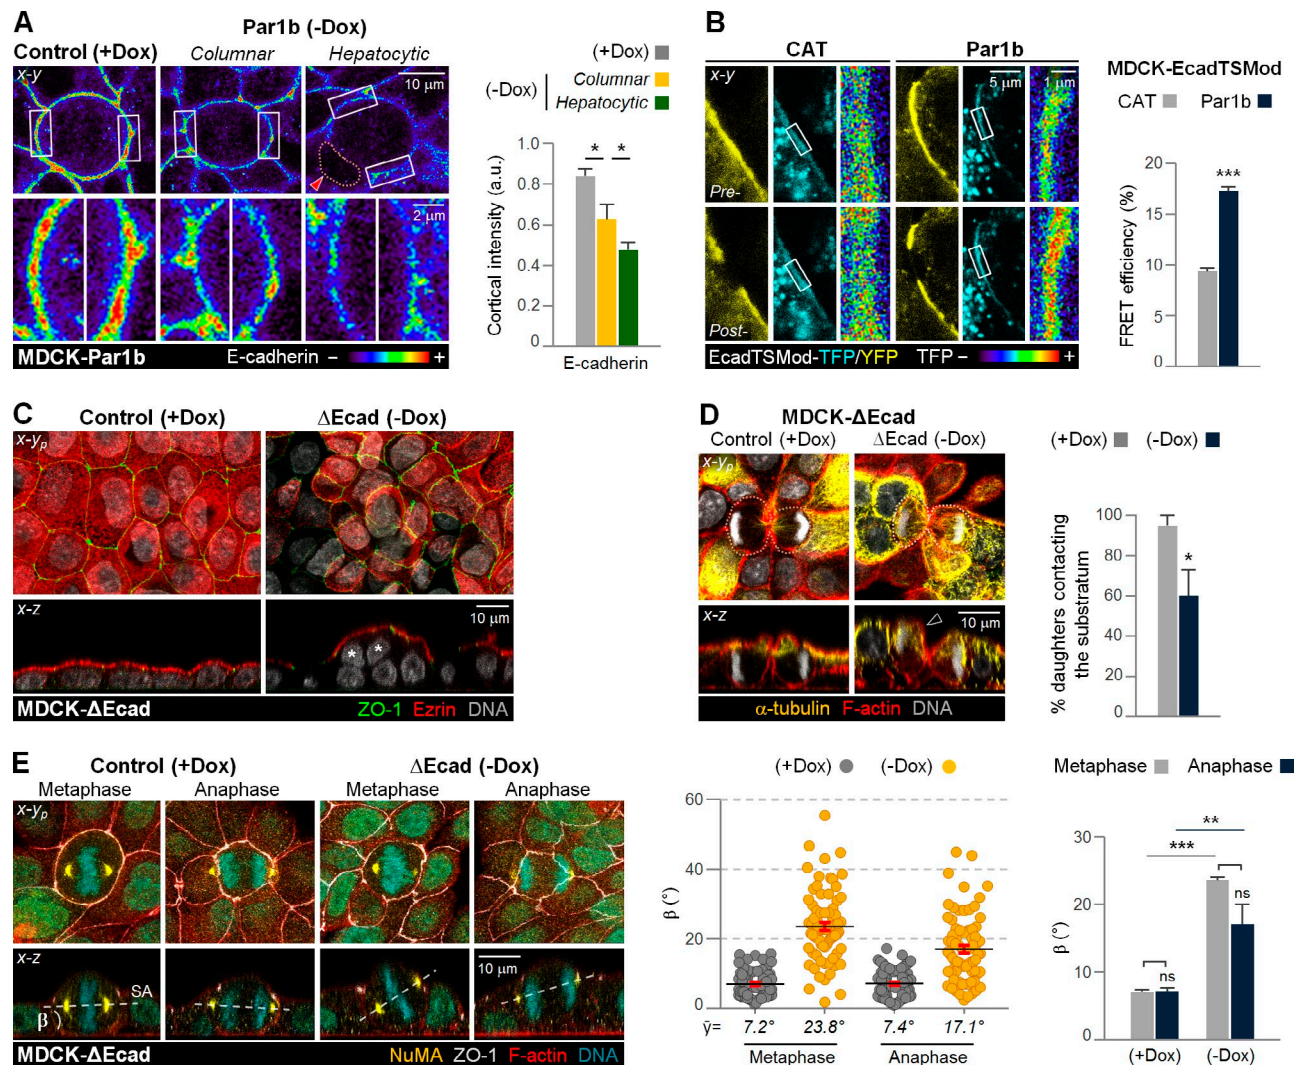 A
Par1b (-Dox)
Control (+Dox)
Columnar
Hepatocytic
x-y
10 μm
2 μm
MDCK-Par1b
E-cadherin − +
(+Dox)
(-Dox)
Columnar
Hepatocytic
Cortical intensity (a.u.)
1.0
0.8
0.6
0.4
0.2
0
* *
E-cadherin
B
CAT
Par1b
x-y
5 μm
1 μm
Pre-
Post-
EcadTSMod-TFP/YFP
TFP − +
MDCK-EcadTSMod
CAT Par1b
FRET efficiency (%)
20
15
10
5
0
***
C
Control (+Dox)
ΔEcad (-Dox)
x-yp
x-z
10 μm
* *
MDCK-ΔEcad
ZO-1 Ezrin DNA
D
MDCK-ΔEcad
Control (+Dox)
ΔEcad (-Dox)
x-yp
x-z
10 μm
α-tubulin F-actin DNA
(+Dox) (-Dox)
% daughters contacting
the substratum
100
80
60
40
20
0
*
E
Control (+Dox)
ΔEcad (-Dox)
Metaphase
Anaphase
Metaphase
Anaphase
x-yp
x-z
SA
β
10 μm
MDCK-ΔEcad
NuMA ZO-1 F-actin DNA
(+Dox) (-Dox)
β (°)
60
40
20
0
ȳ= 7.2° 23.8° 7.4° 17.1°
Metaphase Anaphase
Metaphase Anaphase
β (°)
30
20
10
0
**
***
ns
ns
(+Dox) (-Dox)